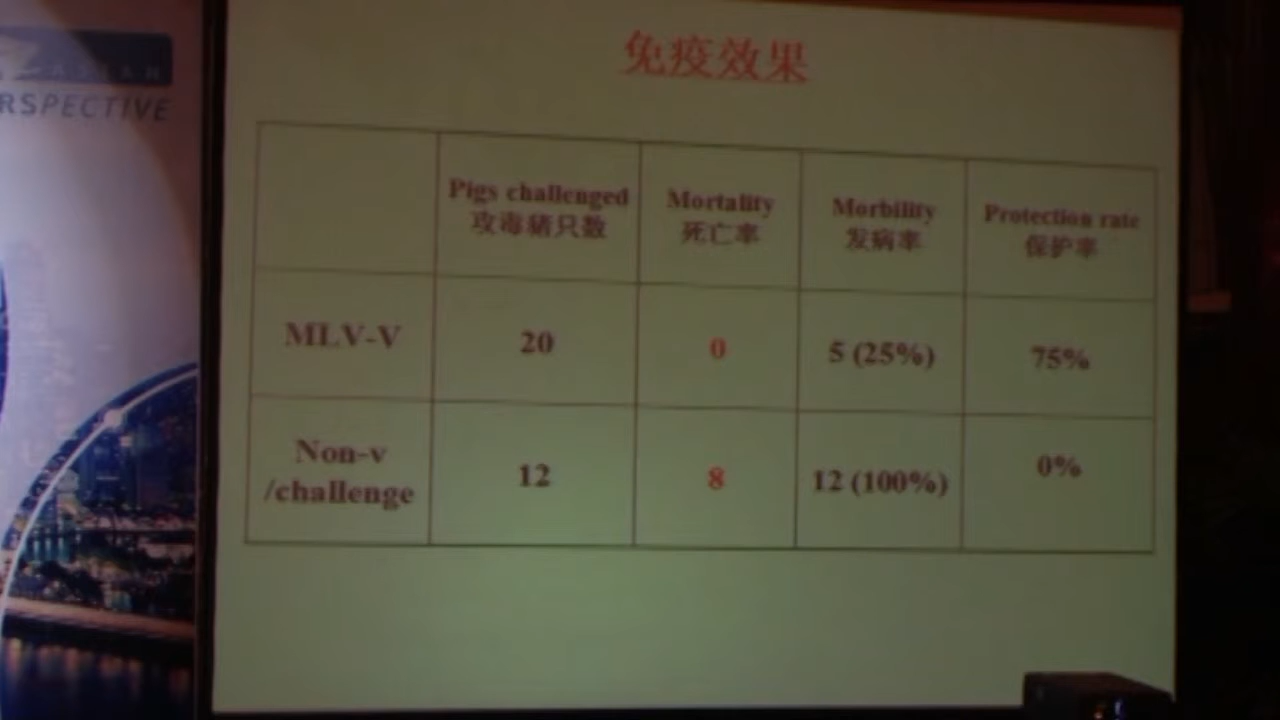 RSPECTIVE
免疫效果
Pigs challenged
攻毒猪只数
Mortality
死亡率
Morbility
发病率
Protection rate
保护率
MLV-V
20
0
5 (25%)
75%
Non-v
/challenge
12
8
12 (100%)
0%